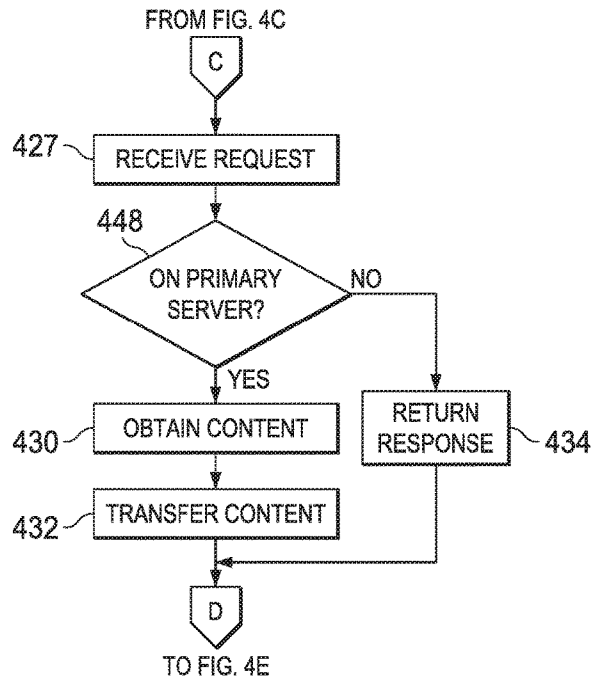 FROM FIG. 4C
C
427
RECEIVE REQUEST
448
ON PRIMARY
SERVER?
NO
YES
430
OBTAIN CONTENT
RETURN
RESPONSE
434
432
TRANSFER CONTENT
D
TO FIG. 4E